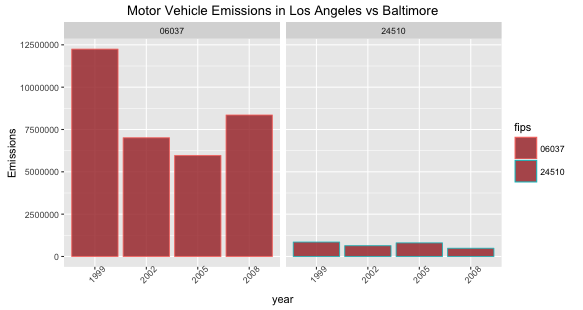 Motor Vehicle Emissions in Los Angeles vs Baltimore
06037 24510
12500000
10000000
7500000
5000000
2500000
0
Emissions
1999 2002 2005 2008 1999 2002 2005 2008
year
fips
06037
24510